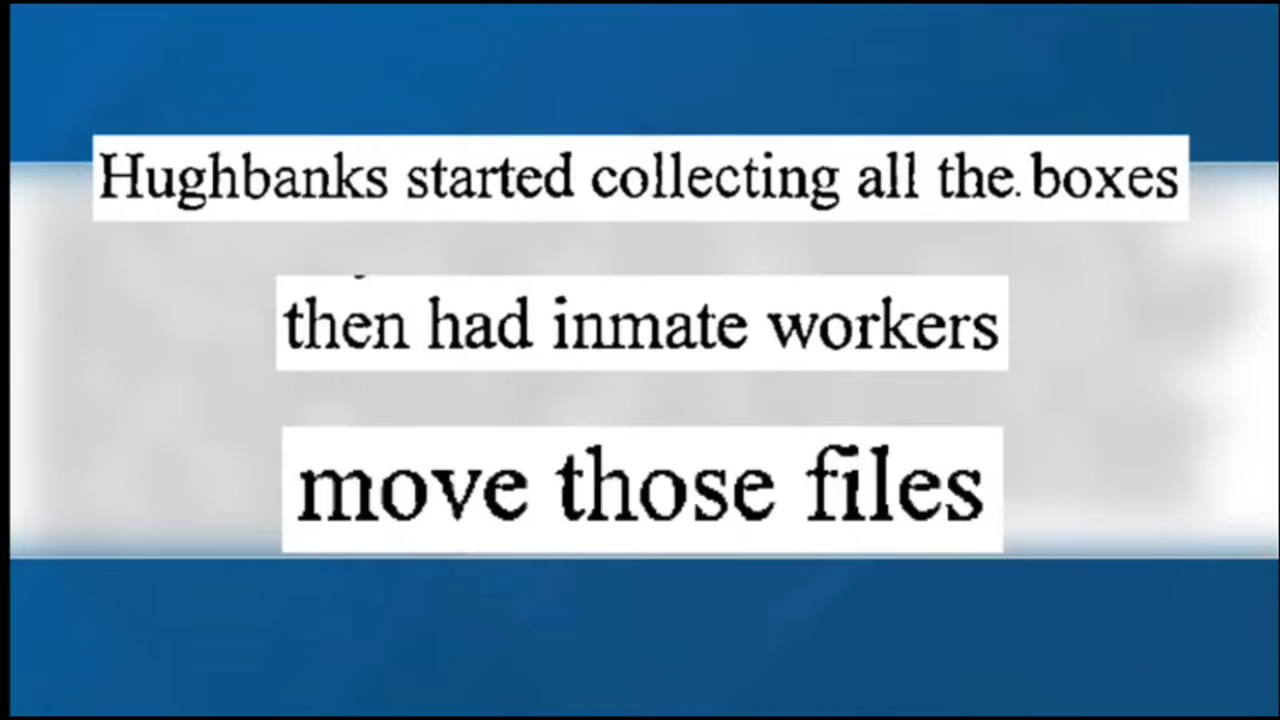 Hughbanks started collecting all the boxes
then had inmate workers
move those files